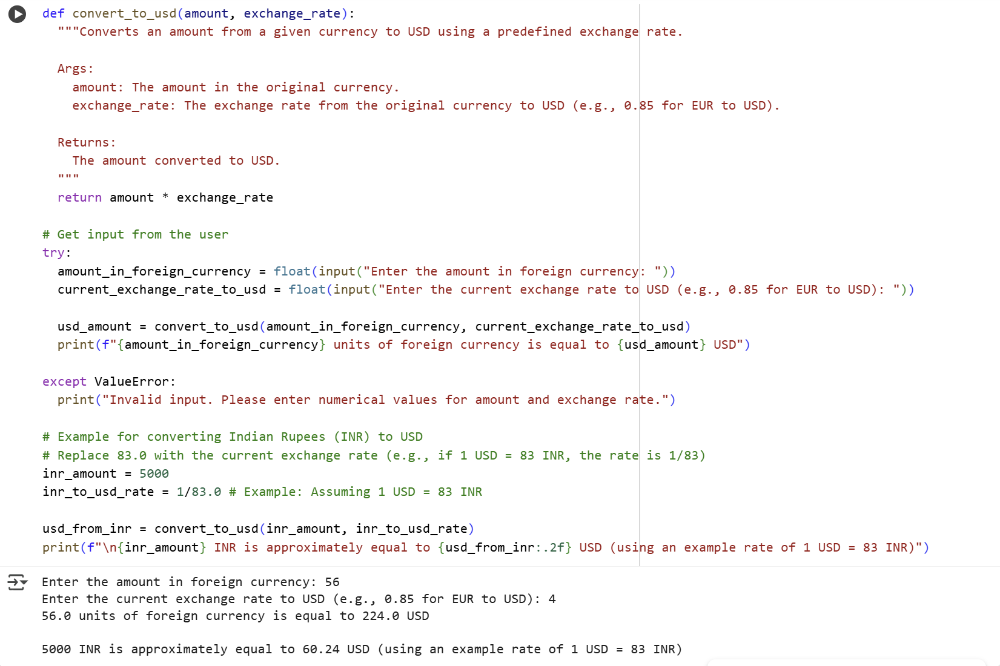 def convert_to_usd(amount, exchange_rate):
  """Converts an amount from a given currency to USD using a predefined exchange rate.

  Args:
    amount: The amount in the original currency.
    exchange_rate: The exchange rate from the original currency to USD (e.g., 0.85 for EUR to USD).

  Returns:
    The amount converted to USD.
  """
  return amount * exchange_rate

# Get input from the user
try:
  amount_in_foreign_currency = float(input("Enter the amount in foreign currency: "))
  current_exchange_rate_to_usd = float(input("Enter the current exchange rate to USD (e.g., 0.85 for EUR to USD): "))

  usd_amount = convert_to_usd(amount_in_foreign_currency, current_exchange_rate_to_usd)
  print(f"{amount_in_foreign_currency} units of foreign currency is equal to {usd_amount} USD")

except ValueError:
  print("Invalid input. Please enter numerical values for amount and exchange rate.")

# Example for converting Indian Rupees (INR) to USD
# Replace 83.0 with the current exchange rate (e.g., if 1 USD = 83 INR, the rate is 1/83)
inr_amount = 5000
inr_to_usd_rate = 1/83.0 # Example: Assuming 1 USD = 83 INR

usd_from_inr = convert_to_usd(inr_amount, inr_to_usd_rate)
print(f"\n{inr_amount} INR is approximately equal to {usd_from_inr:.2f} USD (using an example rate of 1 USD = 83 INR)")

Enter the amount in foreign currency: 56
Enter the current exchange rate to USD (e.g., 0.85 for EUR to USD): 4
56.0 units of foreign currency is equal to 224.0 USD

5000 INR is approximately equal to 60.24 USD (using an example rate of 1 USD = 83 INR)